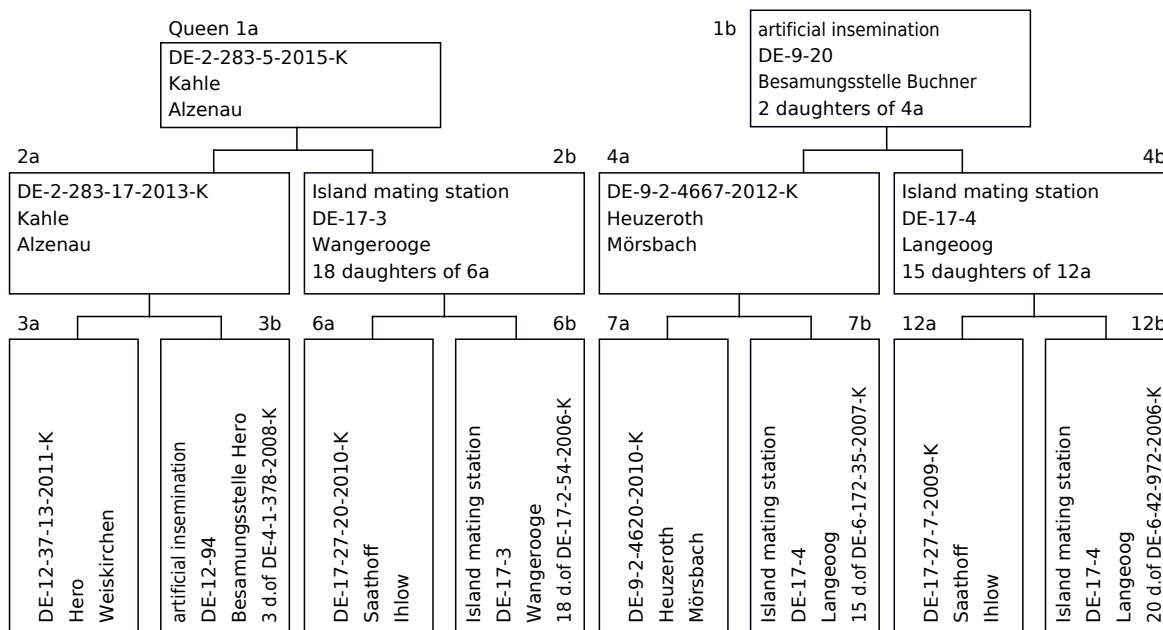 Queen 1a
DE-2-283-5-2015-K
Kahle
Alzenau
1b
artificial insemination
DE-9-20
Besamungsstelle Buchner
2 daughters of 4a
2a
DE-2-283-17-2013-K
Kahle
Alzenau
2b
Island mating station
DE-17-3
Wangerooge
18 daughters of 6a
4a
DE-9-2-4667-2012-K
Heuzeroth
Mörsbach
4b
Island mating station
DE-17-4
Langeoog
15 daughters of 12a
3a
DE-12-37-13-2011-K
Hero
Weiskirchen
3b
artificial insemination
DE-12-94
Besamungsstelle Hero
3 d.of DE-4-1-378-2008-K
6a
DE-17-27-20-2010-K
Saathoff
Ihlow
6b
Island mating station
DE-17-3
Wangerooge
18 d.of DE-17-2-54-2006-K
7a
DE-9-2-4620-2010-K
Heuzeroth
Mörsbach
7b
Island mating station
DE-17-4
Langeoog
15 d.of DE-6-172-35-2007-K
12a
DE-17-27-7-2009-K
Saathoff
Ihlow
12b
Island mating station
DE-17-4
Langeoog
20 d.of DE-6-42-972-2006-K